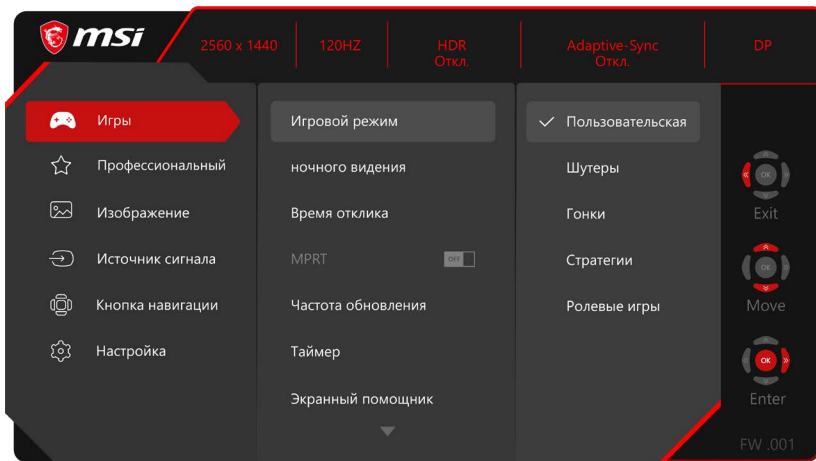 msi
2560 x 1440
120HZ
HDR
Откл.
Adaptive-Sync
Откл.
DP
Игры
Профессиональный
Изображение
Источник сигнала
Кнопка навигации
Настройка
Игровой режим
ночного видения
Время отклика
MPRT
OFF
Частота обновления
Таймер
Экранный помощник
Пользовательская
Шутеры
Гонки
Стратегии
Ролевые игры
OK
Exit
OK
Move
OK
Enter
FW .001